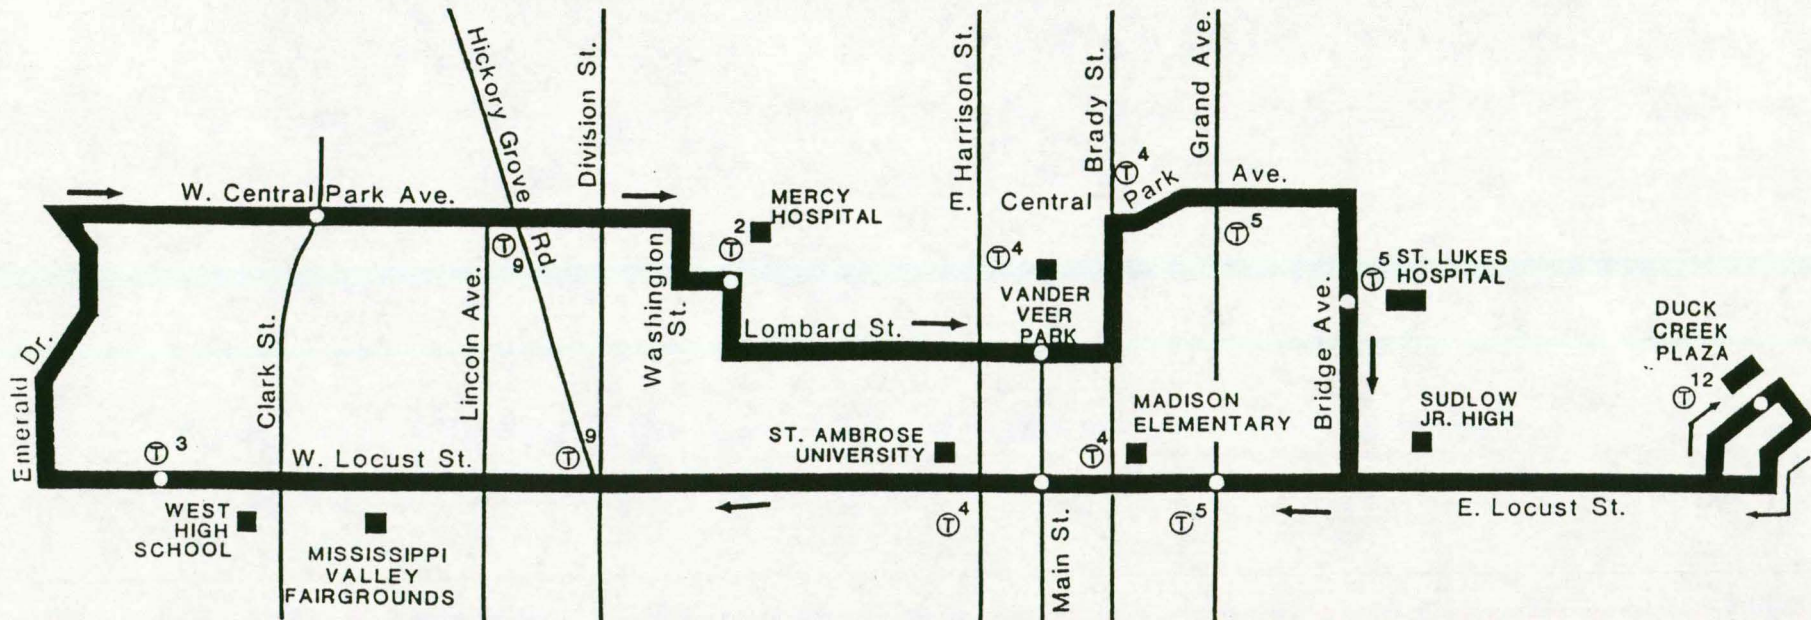 Hickory Grove
Rd.
Division St.
E. Harrison St.
Brady St.
Grand Ave.
W. Central Park Ave.
MERCY
HOSPITAL
E. Central Park Ave.
T 4
T 2
T 9
T 4
T 5
T 5
ST. LUKES
HOSPITAL
Washington
St.
VANDER
VEER
PARK
Lombard St.
Emerald Dr.
Clark St.
Lincoln Ave.
Bridge Ave.
DUCK
CREEK
PLAZA
T 12
MADISON
ELEMENTARY
SUDLOW
JR. HIGH
T 3
W. Locust St.
T 9
ST. AMBROSE
UNIVERSITY
T 4
WEST
HIGH
SCHOOL
MISSISSIPPI
VALLEY
FAIRGROUNDS
T 4
Main St.
T 5
E. Locust St.